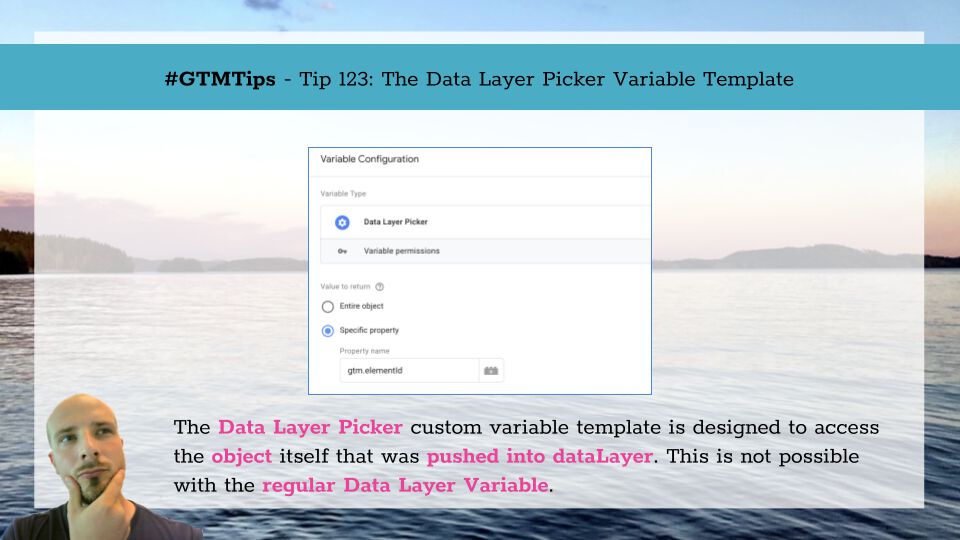 #GTMTips - Tip 123: The Data Layer Picker Variable Template
Variable Configuration
Variable Type
Data Layer Picker
Variable permissions
Value to return
Entire object
Specific property
Property name
gtm.elementId
The Data Layer Picker custom variable template is designed to access
the object itself that was pushed into dataLayer. This is not possible
with the regular Data Layer Variable.